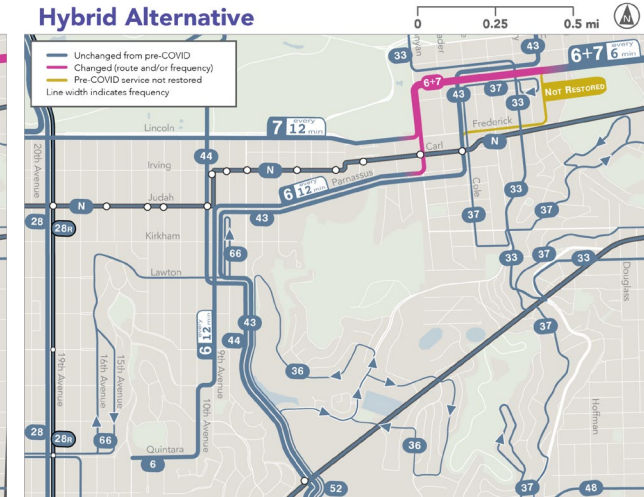 Hybrid Alternative
0 0.25 0.5 mi
Unchanged from pre-COVID
Changed (route and/or frequency)
Pre-COVID service not restored
Line width indicates frequency
33
43
6+7 every 6 min
6+7
43
37
33
NOT RESTORED
Lincoln
7 every 12 min
Frederick
20th Avenue
44
Irving
N
Carl
N
Parnassus
6 every 12 min
Judah
N
Cole
33
37
37
28
28R
43
Kirkham
66
33
37
33
Lawton
Douglass
6 every 12 min
43
44
37
19th Avenue
16th Avenue
15th Avenue
9th Avenue
10th Avenue
36
Hoffman
28
28R
66
Quintara
6
36
52
37
48